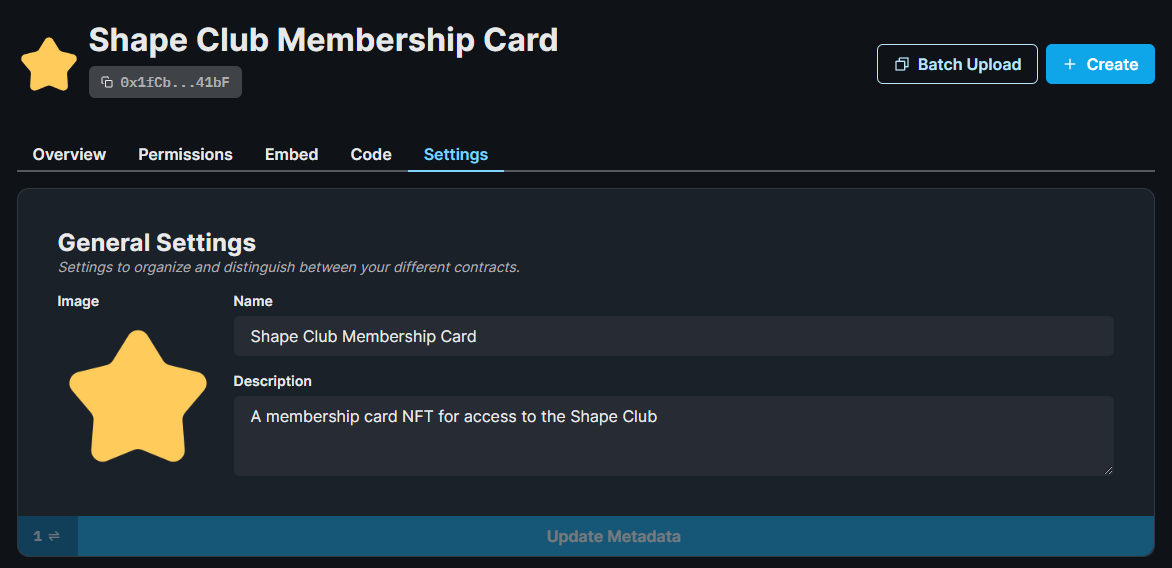 Shape Club Membership Card
0x1fCb...41bF
Batch Upload
+ Create
Overview Permissions Embed Code Settings
General Settings
Settings to organize and distinguish between your different contracts.
Image
Name
Shape Club Membership Card
Description
A membership card NFT for access to the Shape Club
1 ⇌ Update Metadata